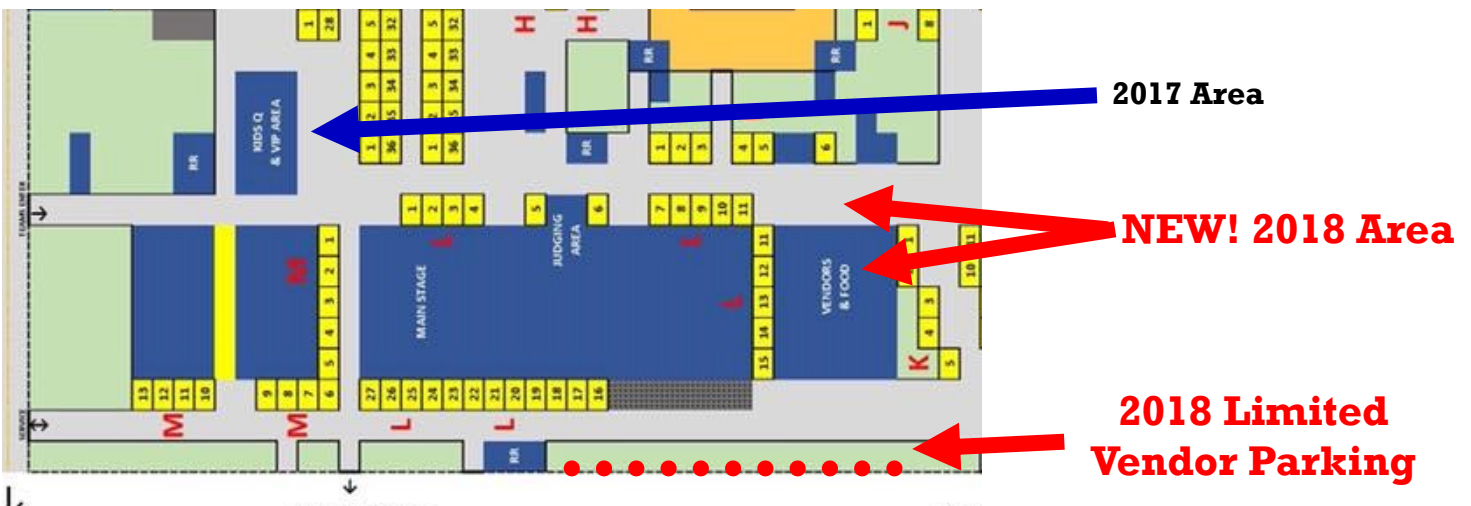 1
28
5
32
4
33
3
34
2
35
1
36
5
32
4
33
3
34
2
35
1
36
H
H
RR
RR
1
J
8
2017 Area
KIDS Q
& VIP AREA
RR
RR
1
2
3
4
5
6
TEAMS ENTER
1
2
3
4
5
6
7
8
9
10
11
NEW! 2018 Area
JUDGING
AREA
L
L
L
MAIN STAGE
M
1
2
3
4
5
11
12
13
14
15
VENDORS
& FOOD
1
3
4
5
K
11
10
13
12
11
10
9
8
7
6
27
26
25
24
23
22
21
20
19
18
17
16
SERVICE
M
M
L
L
RR
2018 Limited
Vendor Parking